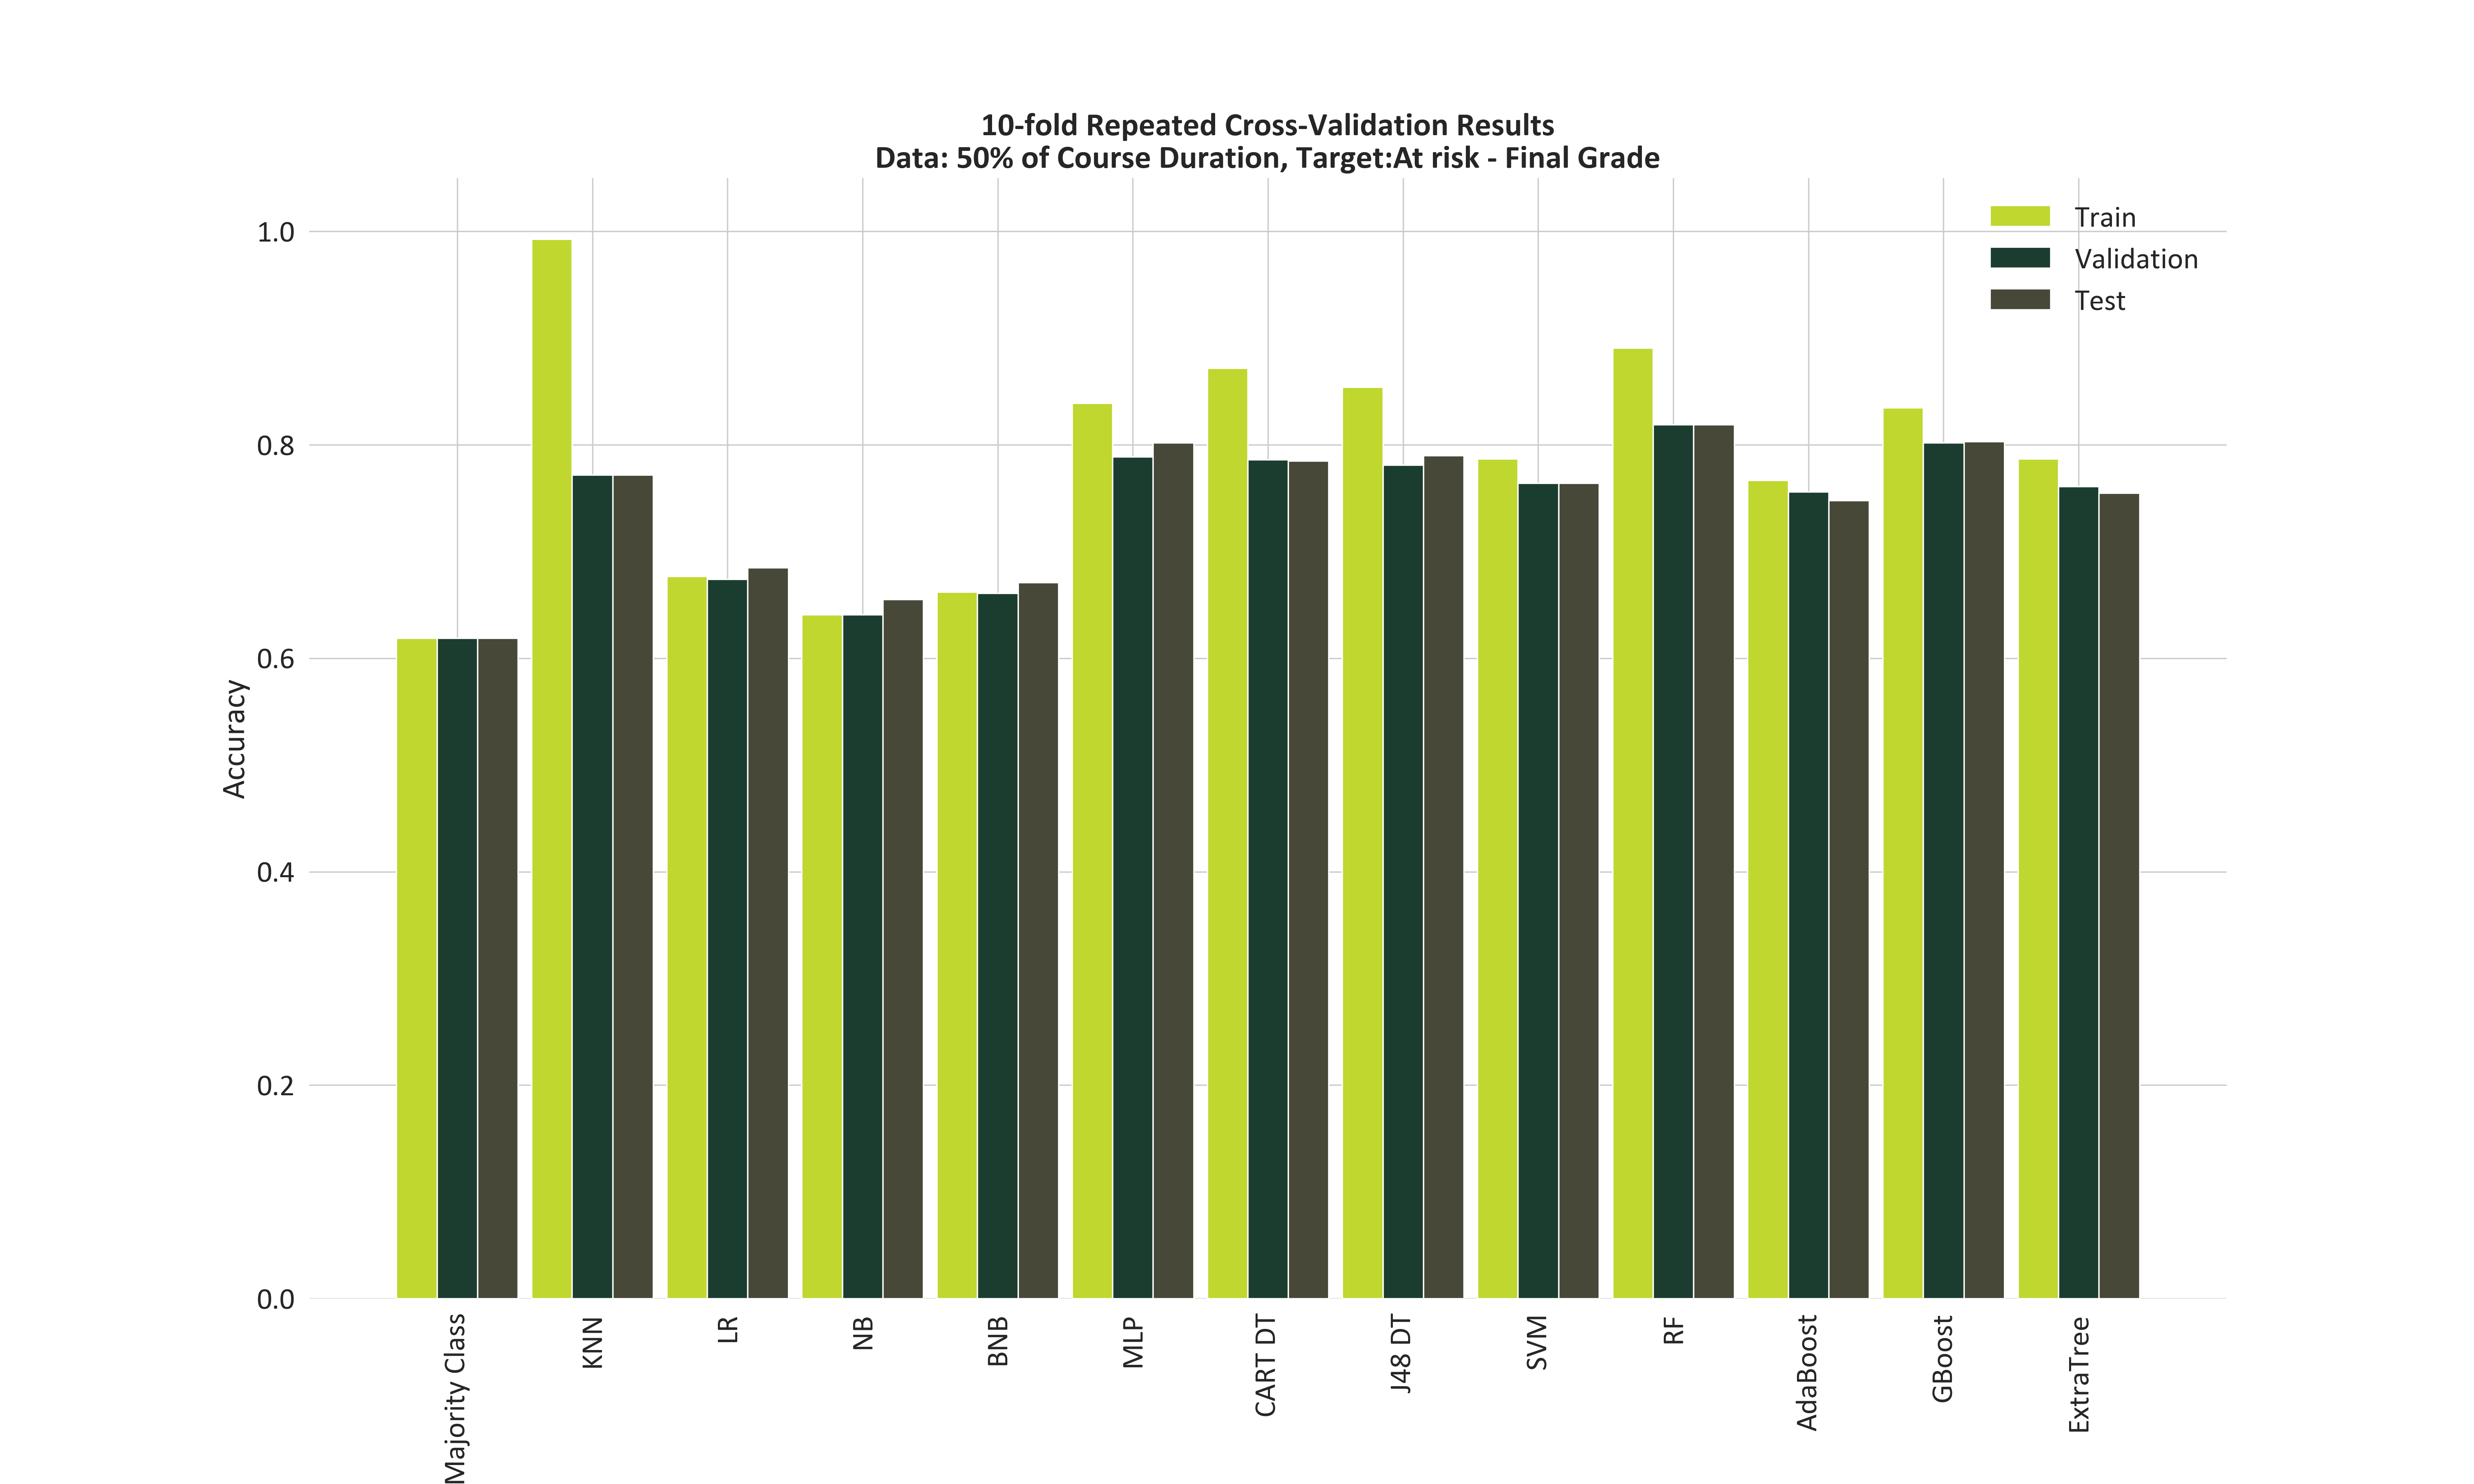 10-fold Repeated Cross-Validation Results
Data: 50% of Course Duration, Target:At risk - Final Grade
Train
Validation
Test
1.0
0.8
0.6
0.4
0.2
0.0
Accuracy
Majority Class
KNN
LR
NB
BNB
MLP
CART DT
J48 DT
SVM
RF
AdaBoost
GBoost
ExtraTree